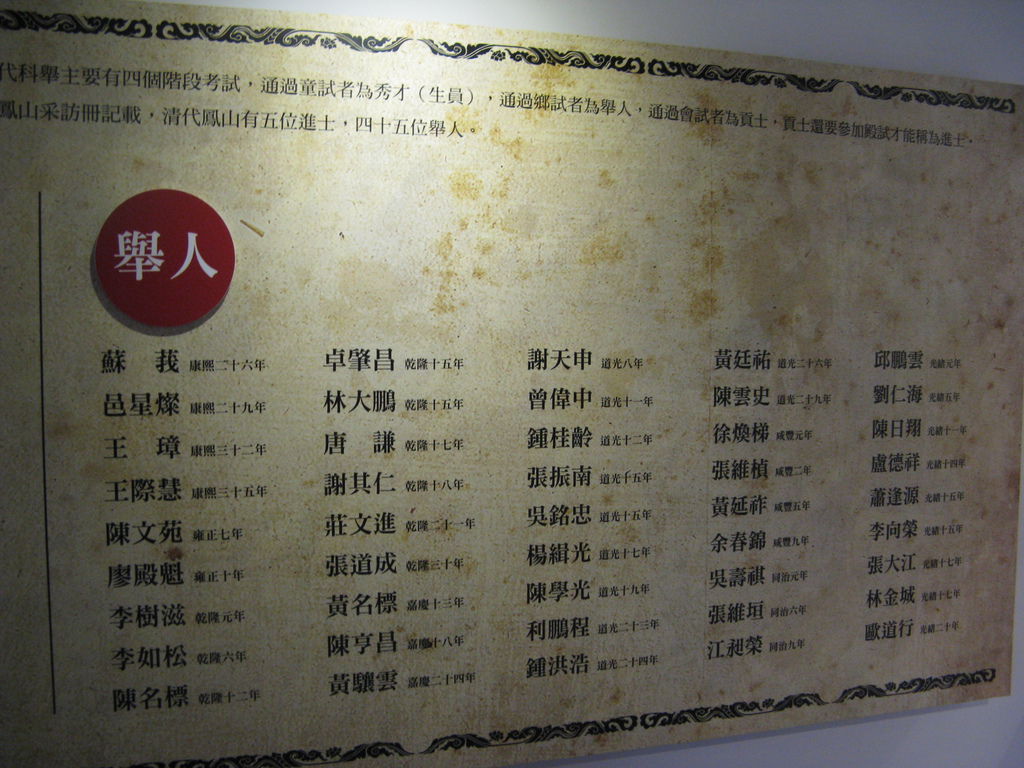 代科舉主要有四個階段考試，通過童試者為秀才（生員），通過鄉試者為舉人，通過會試者為貢士，貢士還要參加殿試才能稱為進士。
鳳山采訪冊記載，清代鳳山有五位進士，四十五位舉人。
舉人
蘇　莪 康熙二十六年
邑星燦 康熙二十九年
王　璋 康熙三十二年
王際慧 康熙三十五年
陳文苑 雍正七年
廖殿魁 雍正十年
李樹滋 乾隆元年
李如松 乾隆六年
陳名標 乾隆十二年
卓肇昌 乾隆十五年
林大鵬 乾隆十五年
唐　謙 乾隆十七年
謝其仁 乾隆十八年
莊文進 乾隆二十一年
張道成 乾隆三十年
黃名標 嘉慶十三年
陳亨昌 嘉慶十八年
黃驤雲 嘉慶二十四年
謝天申 道光八年
曾偉中 道光十一年
鍾桂齡 道光十二年
張振南 道光十五年
吳銘忠 道光十五年
楊緝光 道光十七年
陳學光 道光十九年
利鵬程 道光二十三年
鍾洪浩 道光二十四年
黃廷祐 道光二十六年
陳雲史 道光二十九年
徐煥梯 咸豐元年
張維楨 咸豐二年
黃延祚 咸豐五年
余春錦 咸豐九年
吳壽祺 同治元年
張維垣 同治六年
江昶榮 同治九年
邱鵬雲 光緒元年
劉仁海 光緒五年
陳日翔 光緒十一年
盧德祥 光緒十四年
蕭逢源 光緒十五年
李向榮 光緒十五年
張大江 光緒十七年
林金城 光緒十七年
歐道行 光緒二十年